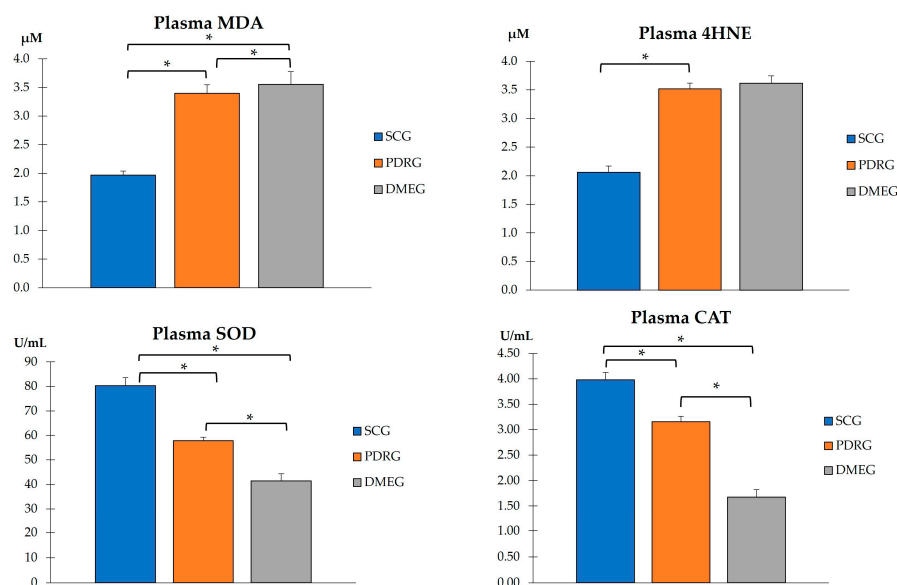 Plasma MDA
µM
*
*
*
4.0
3.5
3.0
2.5
2.0
1.5
1.0
0.5
0.0
SCG
PDRG
DMEG
Plasma 4HNE
µM
*
4.0
3.5
3.0
2.5
2.0
1.5
1.0
0.5
0.0
SCG
PDRG
DMEG
Plasma SOD
U/mL
*
*
*
90
80
70
60
50
40
30
20
10
0
SCG
PDRG
DMEG
Plasma CAT
U/mL
*
*
*
4.50
4.00
3.50
3.00
2.50
2.00
1.50
1.00
0.50
0.00
SCG
PDRG
DMEG